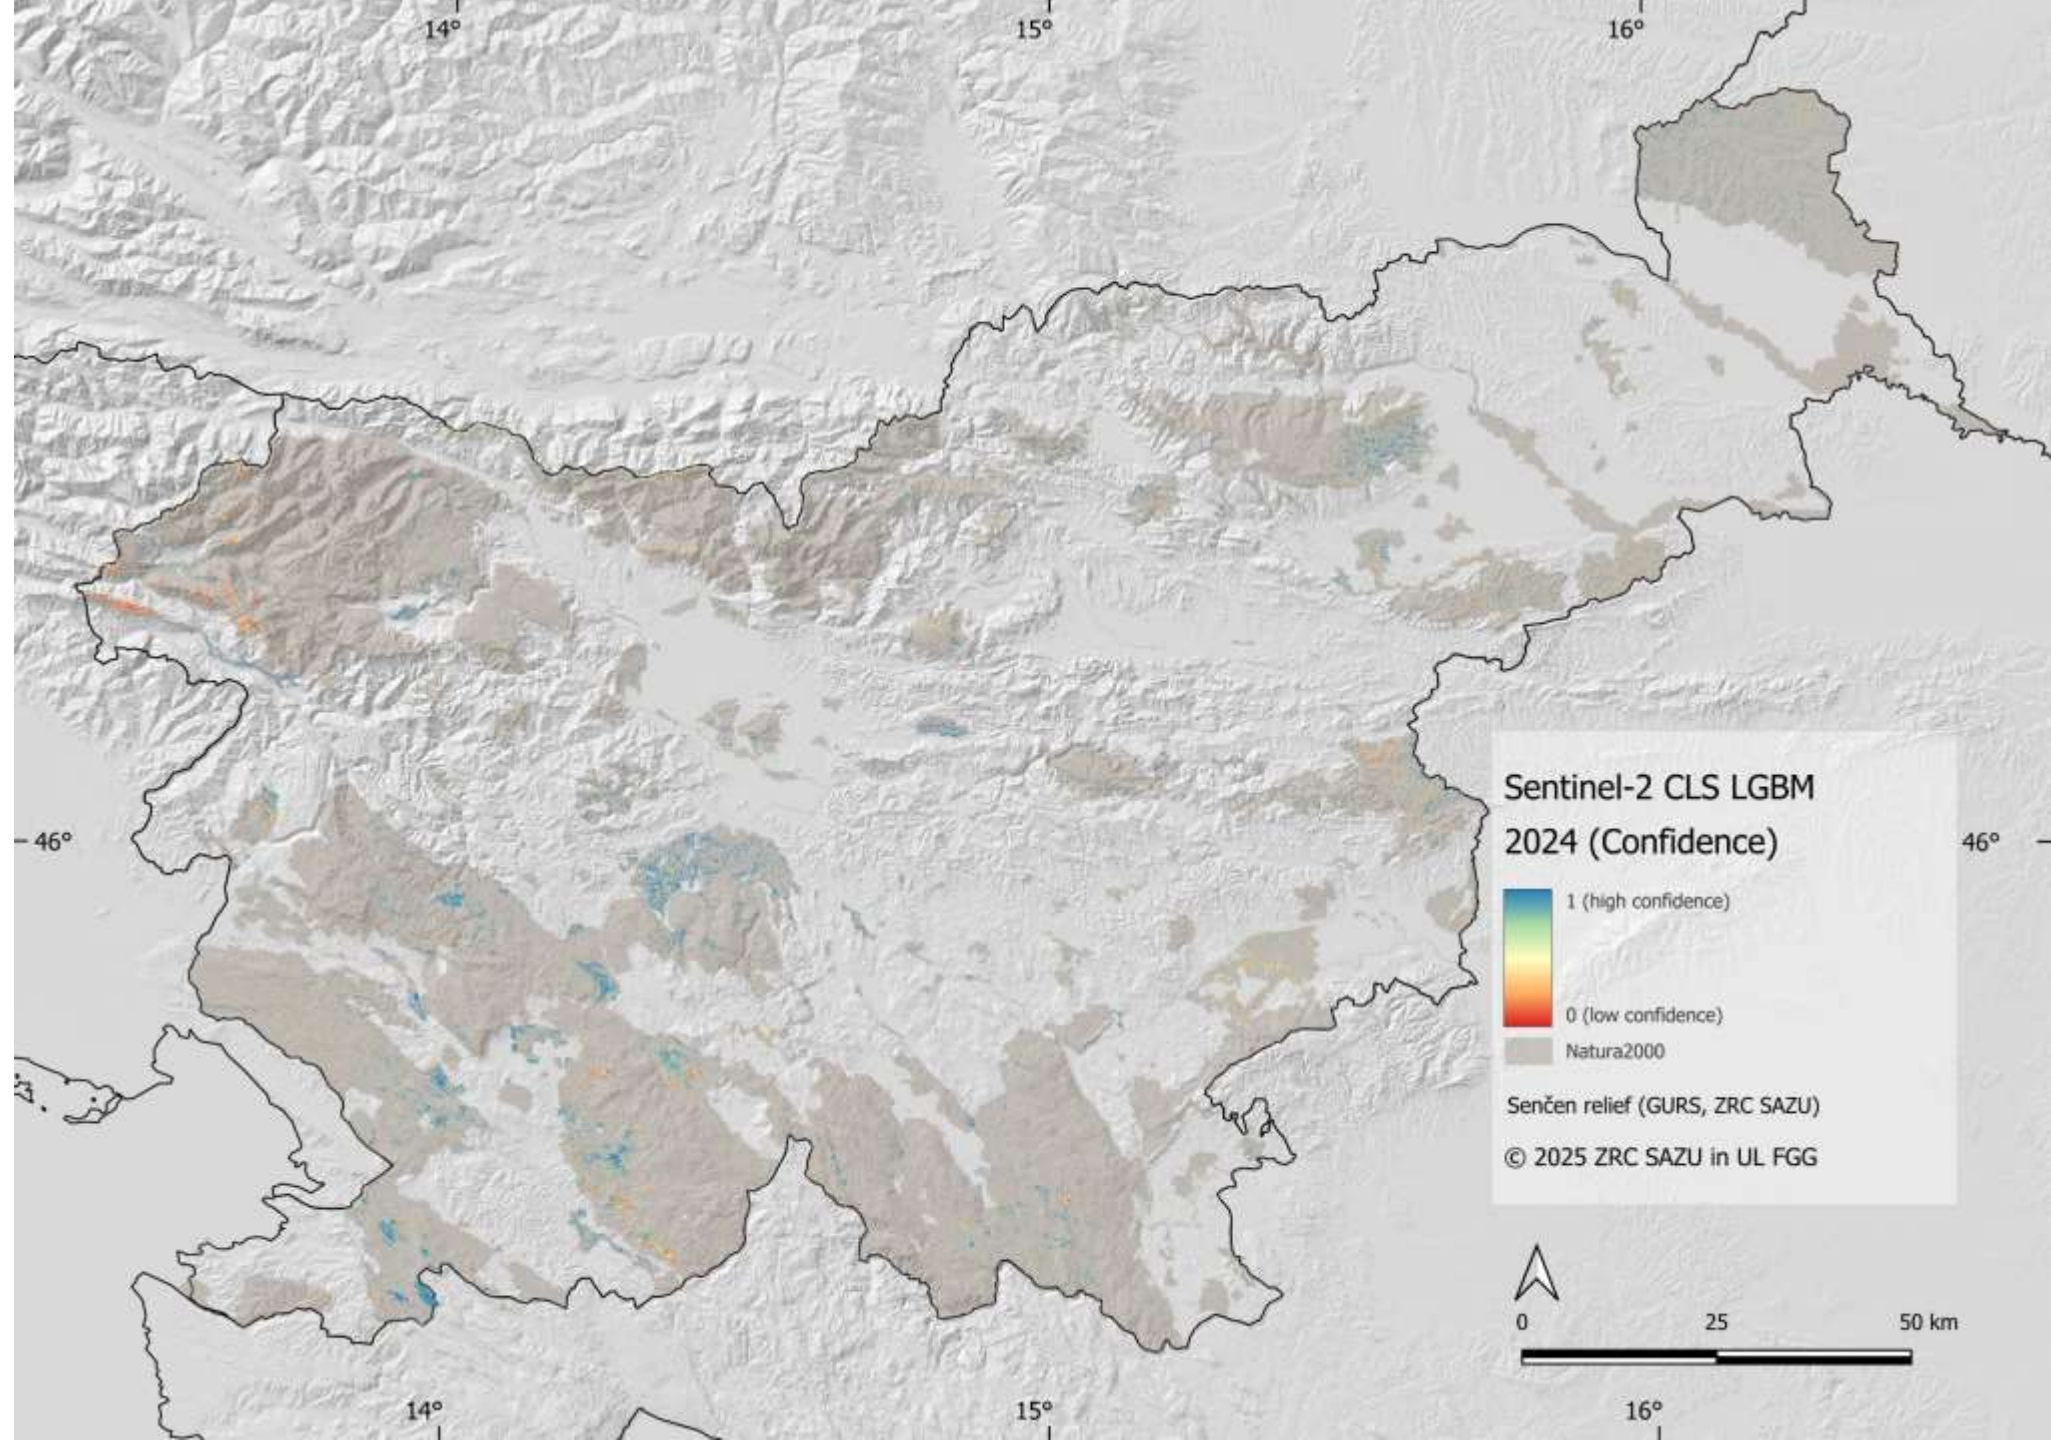 14°
15°
16°
46°
46°
Sentinel-2 CLS LGBM
2024 (Confidence)
1 (high confidence)
0 (low confidence)
Natura2000
Senčen relief (GURS, ZRC SAZU)
© 2025 ZRC SAZU in UL FGG
0
25
50 km
14°
15°
16°